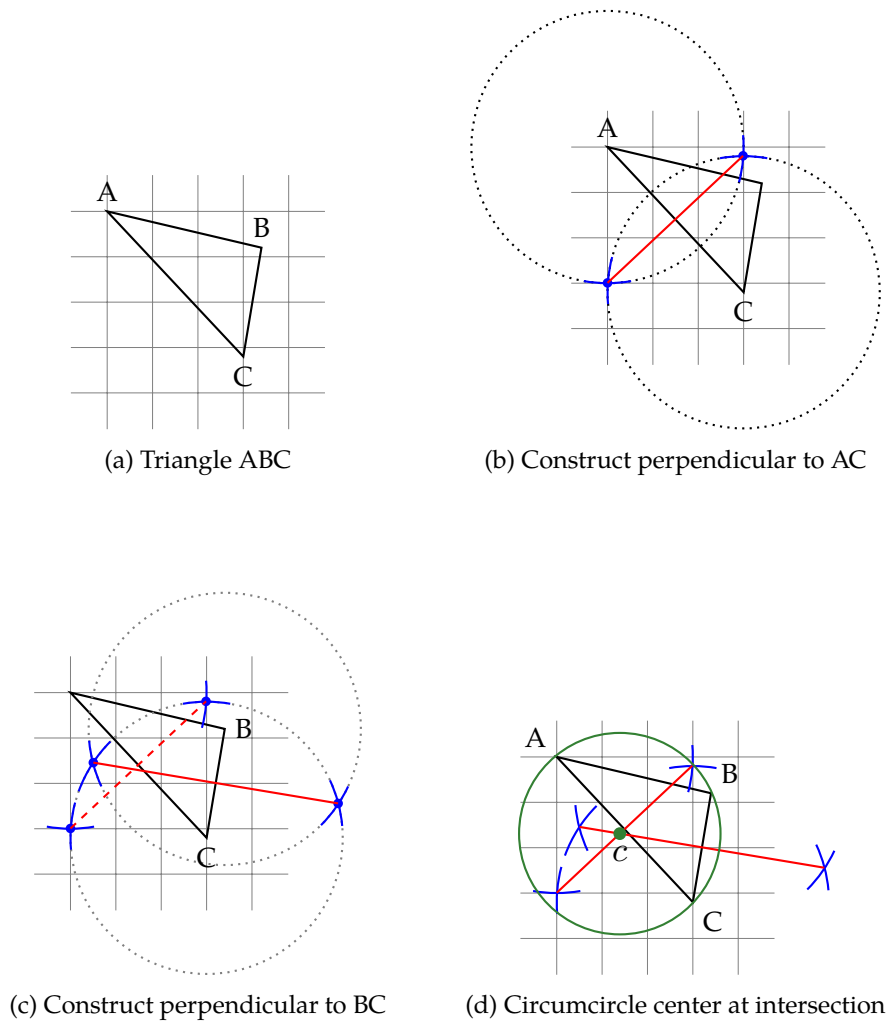 A
B
C
(a) Triangle ABC
A
C
(b) Construct perpendicular to AC
B
C
(c) Construct perpendicular to BC
A
B
c
C
(d) Circumcircle center at intersection